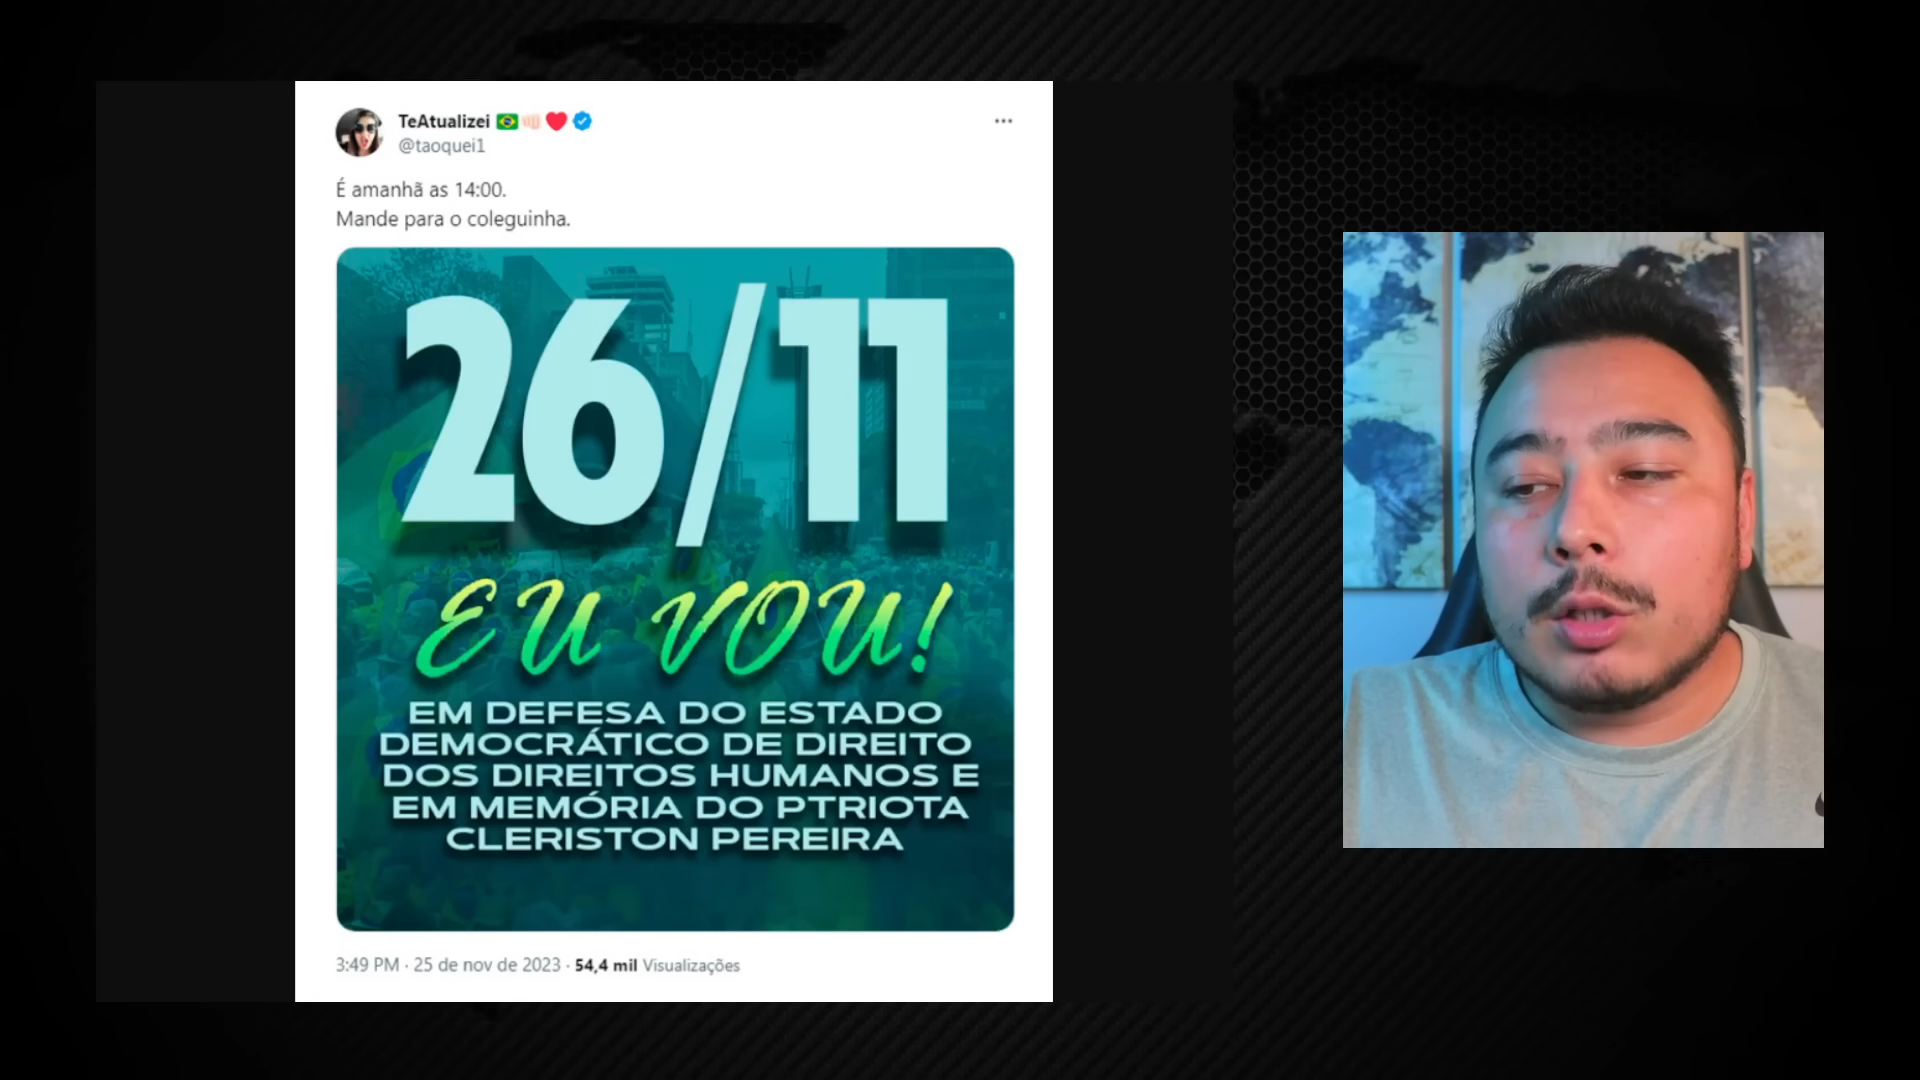 TeAtualizei
@taoquei1
É amanhã as 14:00.
Mande para o coleguinha.
26/11
EU VOU!
EM DEFESA DO ESTADO
DEMOCRÁTICO DE DIREITO
DOS DIREITOS HUMANOS E
EM MEMÓRIA DO PTRIOTA
CLERISTON PEREIRA
3:49 PM · 25 de nov de 2023 · 54,4 mil Visualizações